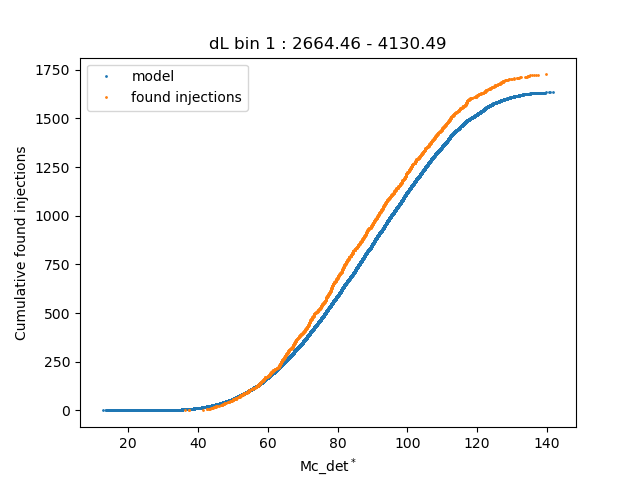 dL bin 1 : 2664.46 - 4130.49
model
found injections
Cumulative found injections
1750
1500
1250
1000
750
500
250
0
20 40 60 80 100 120 140
Mc_det*